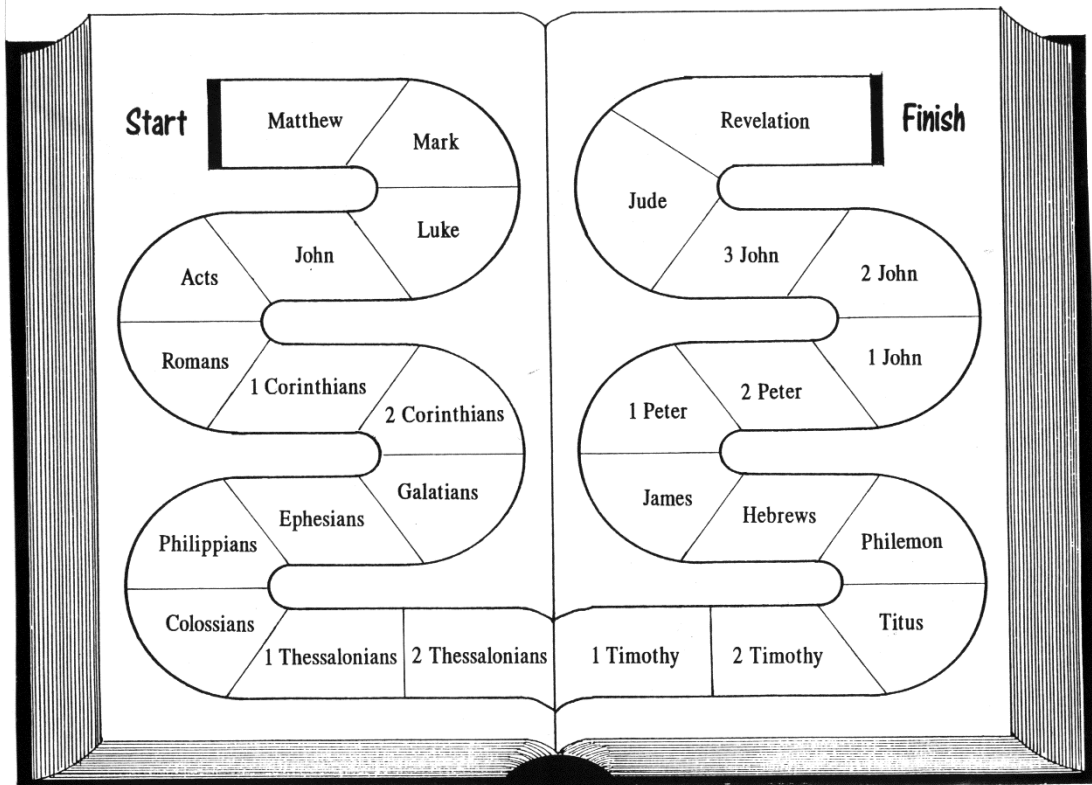 Start
Matthew
Mark
Luke
John
Acts
Romans
1 Corinthians
2 Corinthians
Galatians
Ephesians
Philippians
Colossians
1 Thessalonians
2 Thessalonians
1 Timothy
2 Timothy
Titus
Philemon
Hebrews
James
1 Peter
2 Peter
1 John
2 John
3 John
Jude
Revelation
Finish